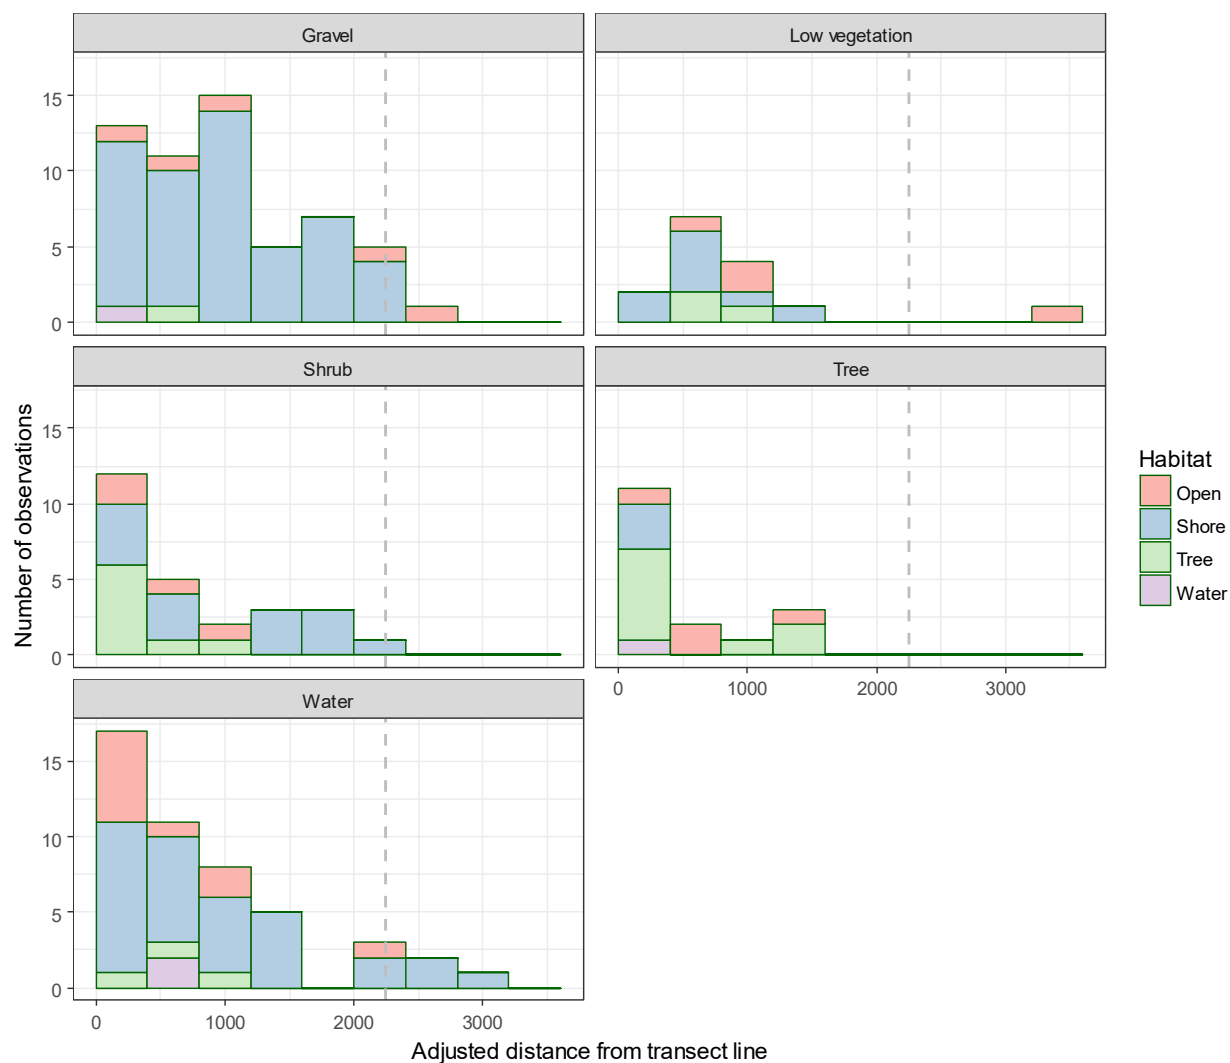 Gravel
Low vegetation
15
10
5
0
Shrub
Tree
15
10
5
0
0
1000
2000
3000
Water
15
10
5
0
0
1000
2000
3000
Number of observations
Adjusted distance from transect line
Habitat
Open
Shore
Tree
Water